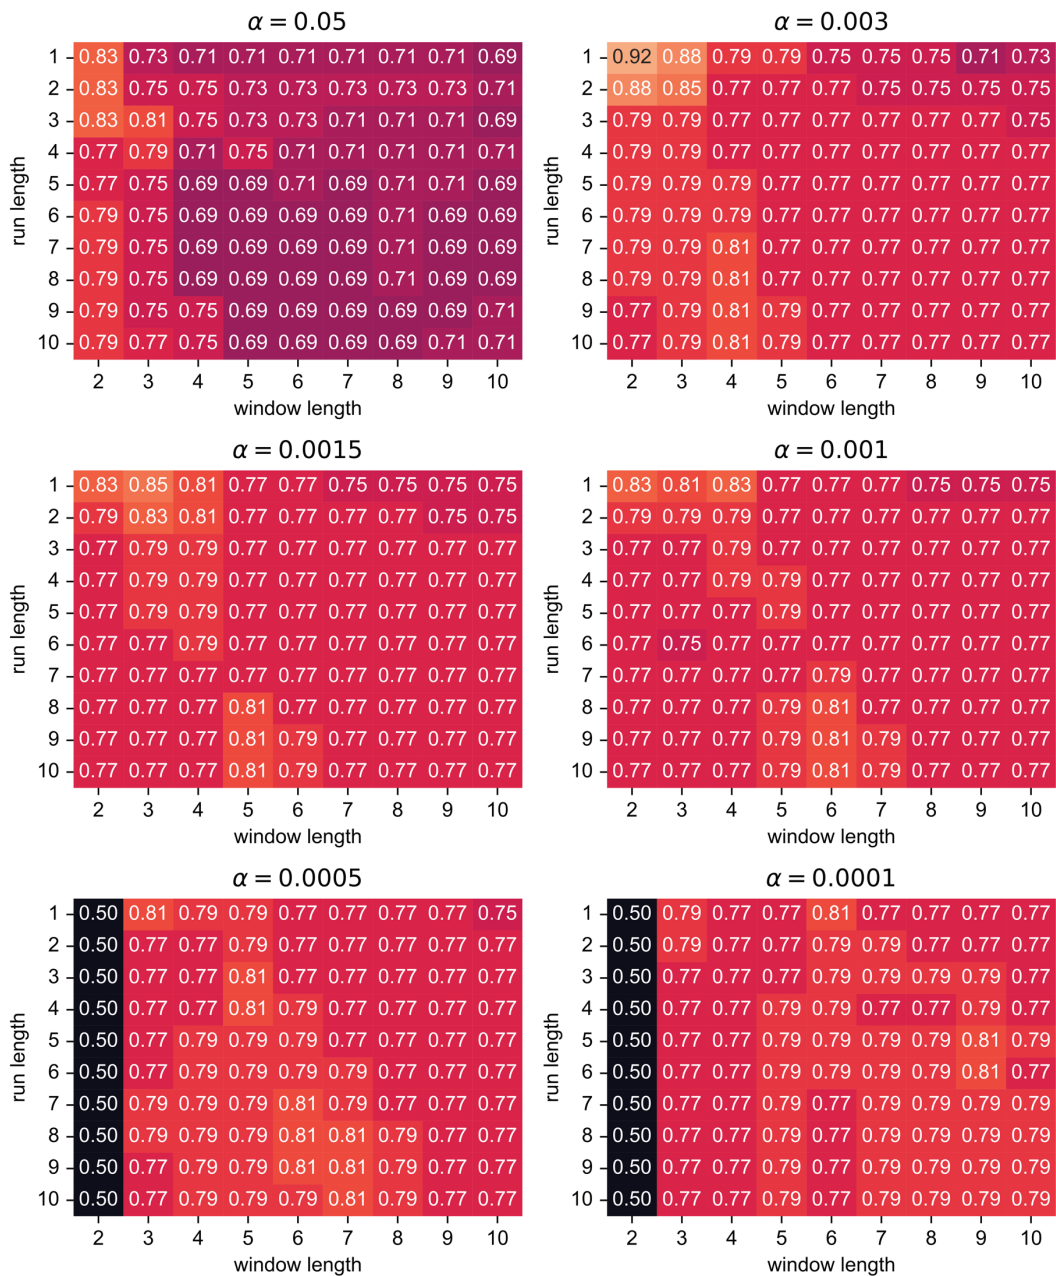 α = 0.05
run length
1 0.83 0.73 0.71 0.71 0.71 0.71 0.71 0.71 0.69
2 0.83 0.75 0.75 0.73 0.73 0.73 0.73 0.73 0.71
3 0.83 0.81 0.75 0.73 0.73 0.71 0.71 0.71 0.69
4 0.77 0.79 0.71 0.75 0.71 0.71 0.71 0.71 0.71
5 0.77 0.75 0.69 0.69 0.71 0.69 0.71 0.71 0.69
6 0.79 0.75 0.69 0.69 0.69 0.69 0.71 0.69 0.69
7 0.79 0.75 0.69 0.69 0.69 0.69 0.71 0.69 0.69
8 0.79 0.75 0.69 0.69 0.69 0.69 0.71 0.69 0.69
9 0.79 0.75 0.75 0.69 0.69 0.69 0.69 0.69 0.71
10 0.79 0.77 0.75 0.69 0.69 0.69 0.69 0.71 0.71
2 3 4 5 6 7 8 9 10
window length
α = 0.003
run length
1 0.92 0.88 0.79 0.79 0.75 0.75 0.75 0.71 0.73
2 0.88 0.85 0.77 0.77 0.77 0.75 0.75 0.75 0.75
3 0.79 0.79 0.77 0.77 0.77 0.77 0.77 0.77 0.75
4 0.79 0.79 0.77 0.77 0.77 0.77 0.77 0.77 0.77
5 0.79 0.79 0.79 0.77 0.77 0.77 0.77 0.77 0.77
6 0.79 0.79 0.79 0.77 0.77 0.77 0.77 0.77 0.77
7 0.79 0.79 0.81 0.77 0.77 0.77 0.77 0.77 0.77
8 0.79 0.79 0.81 0.77 0.77 0.77 0.77 0.77 0.77
9 0.77 0.79 0.81 0.79 0.77 0.77 0.77 0.77 0.77
10 0.77 0.79 0.81 0.79 0.77 0.77 0.77 0.77 0.77
2 3 4 5 6 7 8 9 10
window length
α = 0.0015
run length
1 0.83 0.85 0.81 0.77 0.77 0.75 0.75 0.75 0.75
2 0.79 0.83 0.81 0.77 0.77 0.77 0.77 0.75 0.75
3 0.77 0.79 0.79 0.77 0.77 0.77 0.77 0.77 0.77
4 0.77 0.79 0.79 0.77 0.77 0.77 0.77 0.77 0.77
5 0.77 0.79 0.79 0.77 0.77 0.77 0.77 0.77 0.77
6 0.77 0.77 0.79 0.77 0.77 0.77 0.77 0.77 0.77
7 0.77 0.77 0.77 0.77 0.77 0.77 0.77 0.77 0.77
8 0.77 0.77 0.77 0.81 0.77 0.77 0.77 0.77 0.77
9 0.77 0.77 0.77 0.81 0.79 0.77 0.77 0.77 0.77
10 0.77 0.77 0.77 0.81 0.79 0.77 0.77 0.77 0.77
2 3 4 5 6 7 8 9 10
window length
α = 0.001
run length
1 0.83 0.81 0.83 0.77 0.77 0.77 0.75 0.75 0.75
2 0.79 0.79 0.79 0.77 0.77 0.77 0.77 0.77 0.77
3 0.77 0.77 0.79 0.77 0.77 0.77 0.77 0.77 0.77
4 0.77 0.77 0.79 0.79 0.77 0.77 0.77 0.77 0.77
5 0.77 0.77 0.77 0.79 0.77 0.77 0.77 0.77 0.77
6 0.77 0.75 0.77 0.77 0.77 0.77 0.77 0.77 0.77
7 0.77 0.77 0.77 0.77 0.79 0.77 0.77 0.77 0.77
8 0.77 0.77 0.77 0.79 0.81 0.77 0.77 0.77 0.77
9 0.77 0.77 0.77 0.79 0.81 0.79 0.77 0.77 0.77
10 0.77 0.77 0.77 0.79 0.81 0.79 0.77 0.77 0.77
2 3 4 5 6 7 8 9 10
window length
α = 0.0005
run length
1 0.50 0.81 0.79 0.79 0.77 0.77 0.77 0.77 0.75
2 0.50 0.77 0.77 0.79 0.77 0.77 0.77 0.77 0.77
3 0.50 0.77 0.77 0.81 0.77 0.77 0.77 0.77 0.77
4 0.50 0.77 0.77 0.81 0.79 0.77 0.77 0.77 0.77
5 0.50 0.77 0.79 0.79 0.79 0.77 0.77 0.77 0.77
6 0.50 0.77 0.79 0.79 0.79 0.79 0.77 0.77 0.77
7 0.50 0.79 0.79 0.79 0.81 0.79 0.77 0.77 0.77
8 0.50 0.79 0.79 0.79 0.81 0.81 0.79 0.77 0.77
9 0.50 0.77 0.79 0.79 0.81 0.81 0.79 0.77 0.77
10 0.50 0.77 0.79 0.79 0.79 0.81 0.79 0.77 0.77
2 3 4 5 6 7 8 9 10
window length
α = 0.0001
run length
1 0.50 0.79 0.77 0.77 0.81 0.77 0.77 0.77 0.77
2 0.50 0.79 0.77 0.77 0.79 0.79 0.77 0.77 0.77
3 0.50 0.77 0.77 0.77 0.79 0.79 0.79 0.79 0.77
4 0.50 0.77 0.77 0.79 0.79 0.77 0.77 0.79 0.77
5 0.50 0.77 0.77 0.79 0.79 0.79 0.79 0.81 0.79
6 0.50 0.77 0.77 0.79 0.79 0.79 0.79 0.81 0.77
7 0.50 0.77 0.77 0.79 0.77 0.79 0.79 0.79 0.79
8 0.50 0.77 0.77 0.79 0.77 0.79 0.79 0.79 0.79
9 0.50 0.77 0.77 0.79 0.77 0.79 0.79 0.79 0.79
10 0.50 0.77 0.77 0.79 0.77 0.79 0.79 0.79 0.79
2 3 4 5 6 7 8 9 10
window length